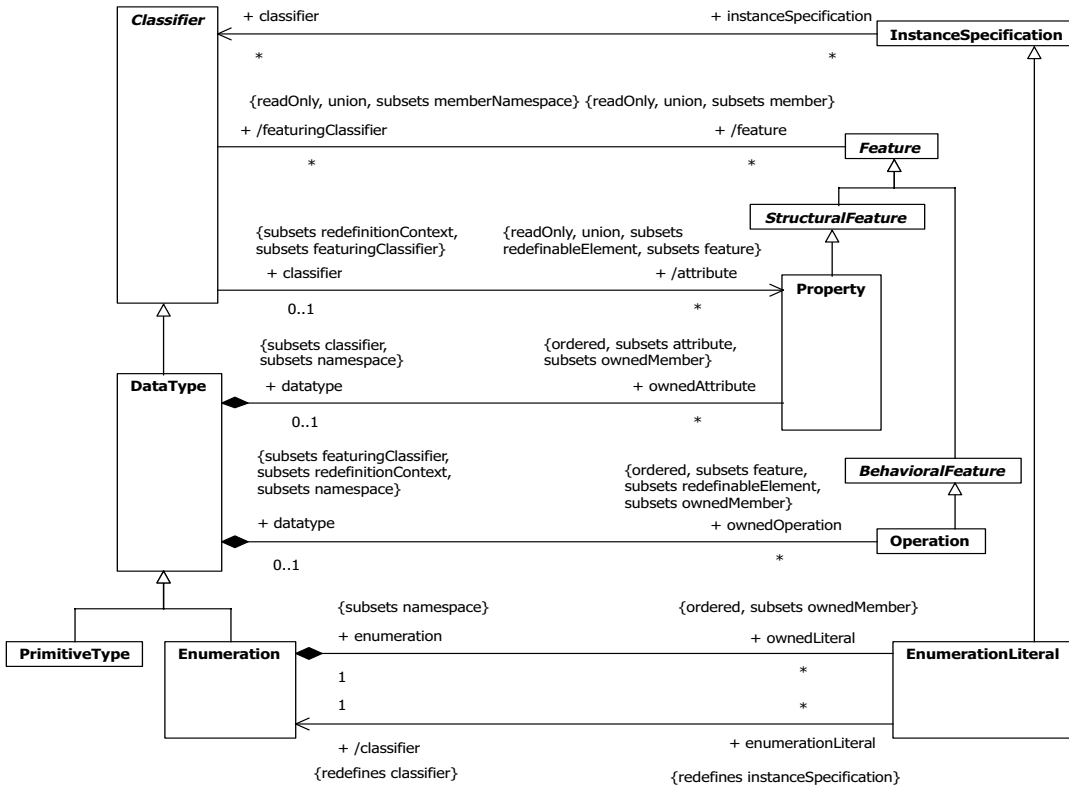 Classifier
+ classifier
+ instanceSpecification
InstanceSpecification
*
*
{readOnly, union, subsets memberNamespace}
{readOnly, union, subsets member}
+ /featuringClassifier
+ /feature
Feature
*
*
StructuralFeature
{subsets redefinitionContext,
subsets featuringClassifier}
{readOnly, union, subsets
redefinableElement, subsets feature}
+ classifier
+ /attribute
Property
0..1
*
{subsets classifier,
subsets namespace}
{ordered, subsets attribute,
subsets ownedMember}
DataType
+ datatype
+ ownedAttribute
0..1
*
{subsets featuringClassifier,
subsets redefinitionContext,
subsets namespace}
{ordered, subsets feature,
subsets redefinableElement,
subsets ownedMember}
BehavioralFeature
+ datatype
+ ownedOperation
Operation
0..1
*
{subsets namespace}
{ordered, subsets ownedMember}
+ enumeration
+ ownedLiteral
PrimitiveType
Enumeration
EnumerationLiteral
1
*
1
*
+ /classifier
+ enumerationLiteral
{redefines classifier}
{redefines instanceSpecification}